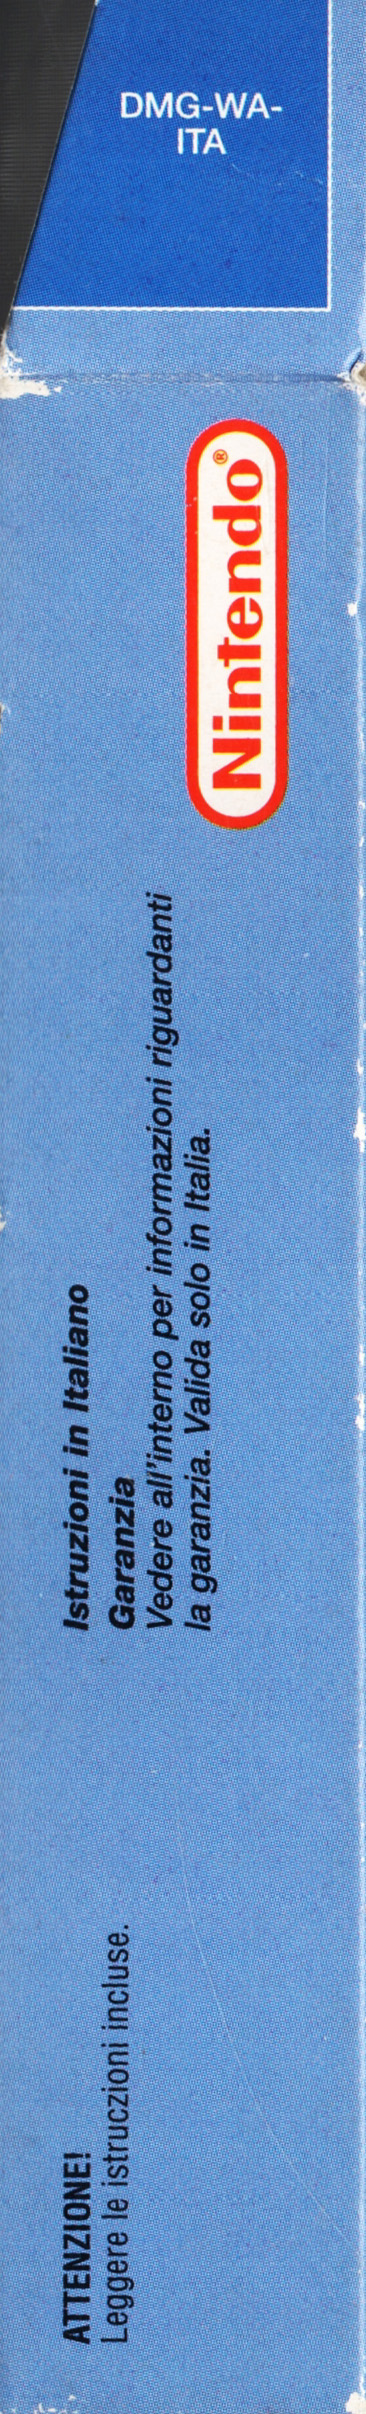 DMG-WA-
ITA
Nintendo®
Istruzioni in Italiano
Garanzia
Vedere all'interno per informazioni riguardanti
la garanzia. Valida solo in Italia.
ATTENZIONE!
Leggere le istruczioni incluse.